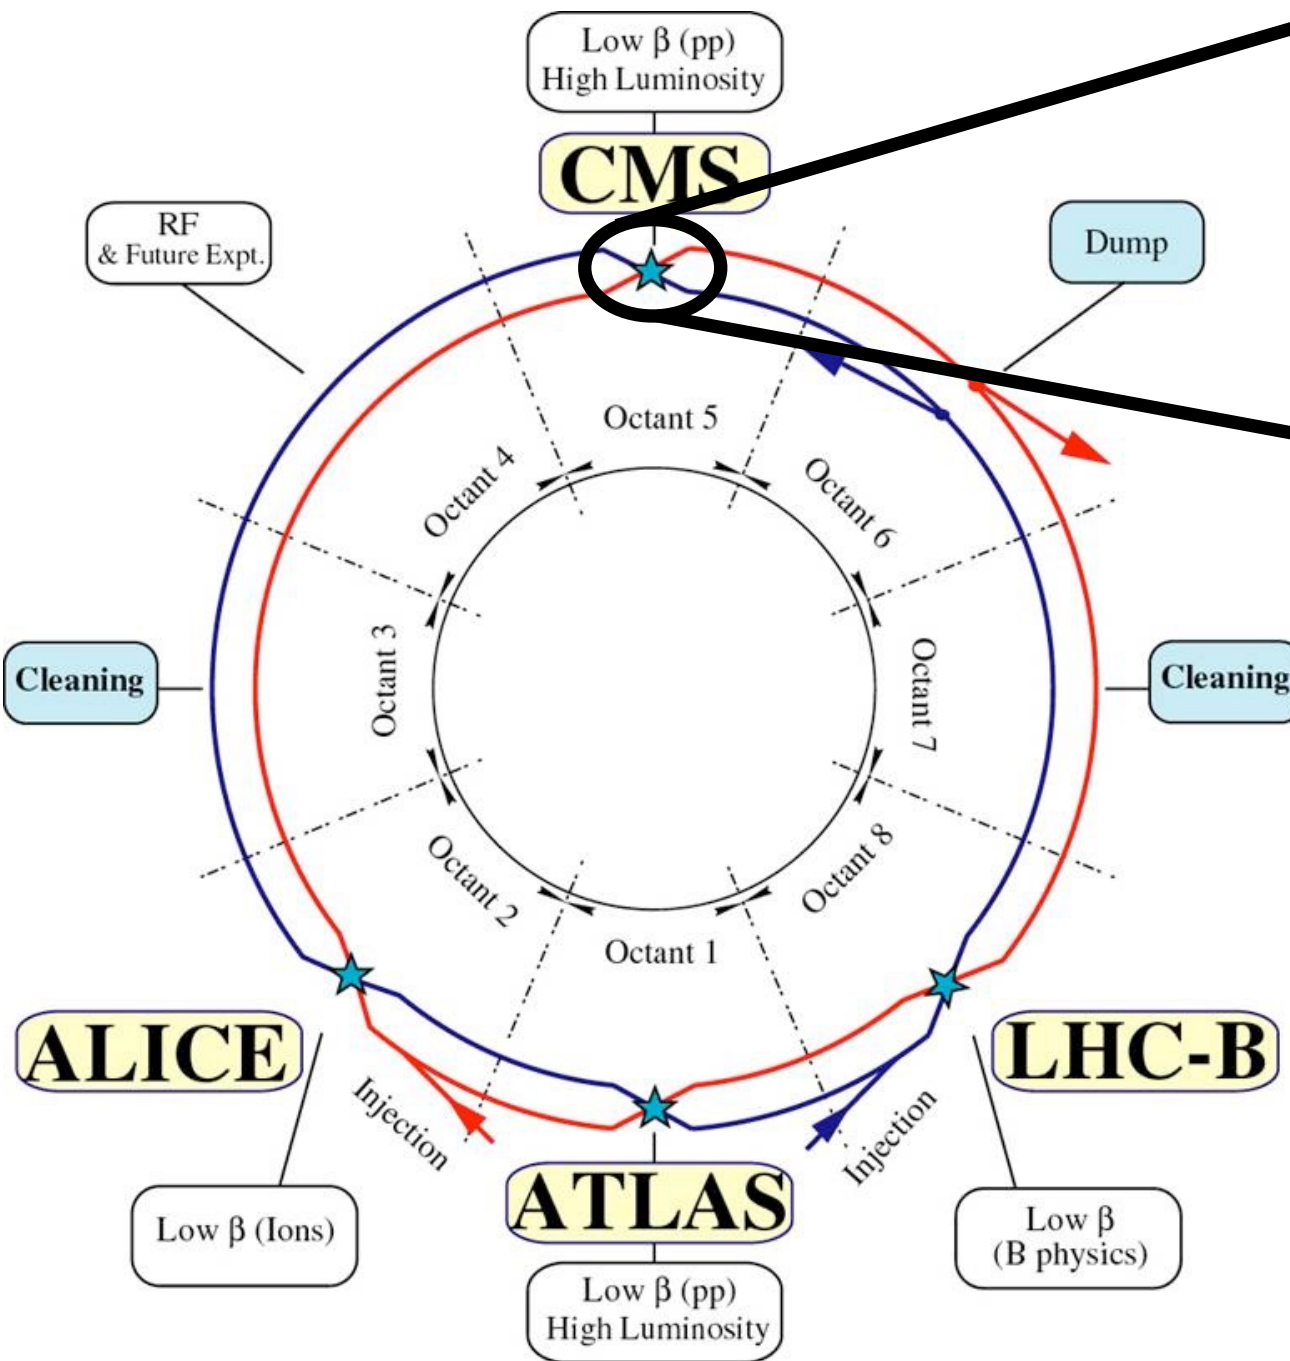 Low β (pp)
High Luminosity
CMS
RF
& Future Expt.
Dump
Octant 5
Octant 4
Octant 6
Cleaning
Octant 3
Octant 7
Cleaning
Octant 2
Octant 8
Octant 1
ALICE
LHC-B
Injection
Injection
ATLAS
Low β (Ions)
Low β
(B physics)
Low β (pp)
High Luminosity